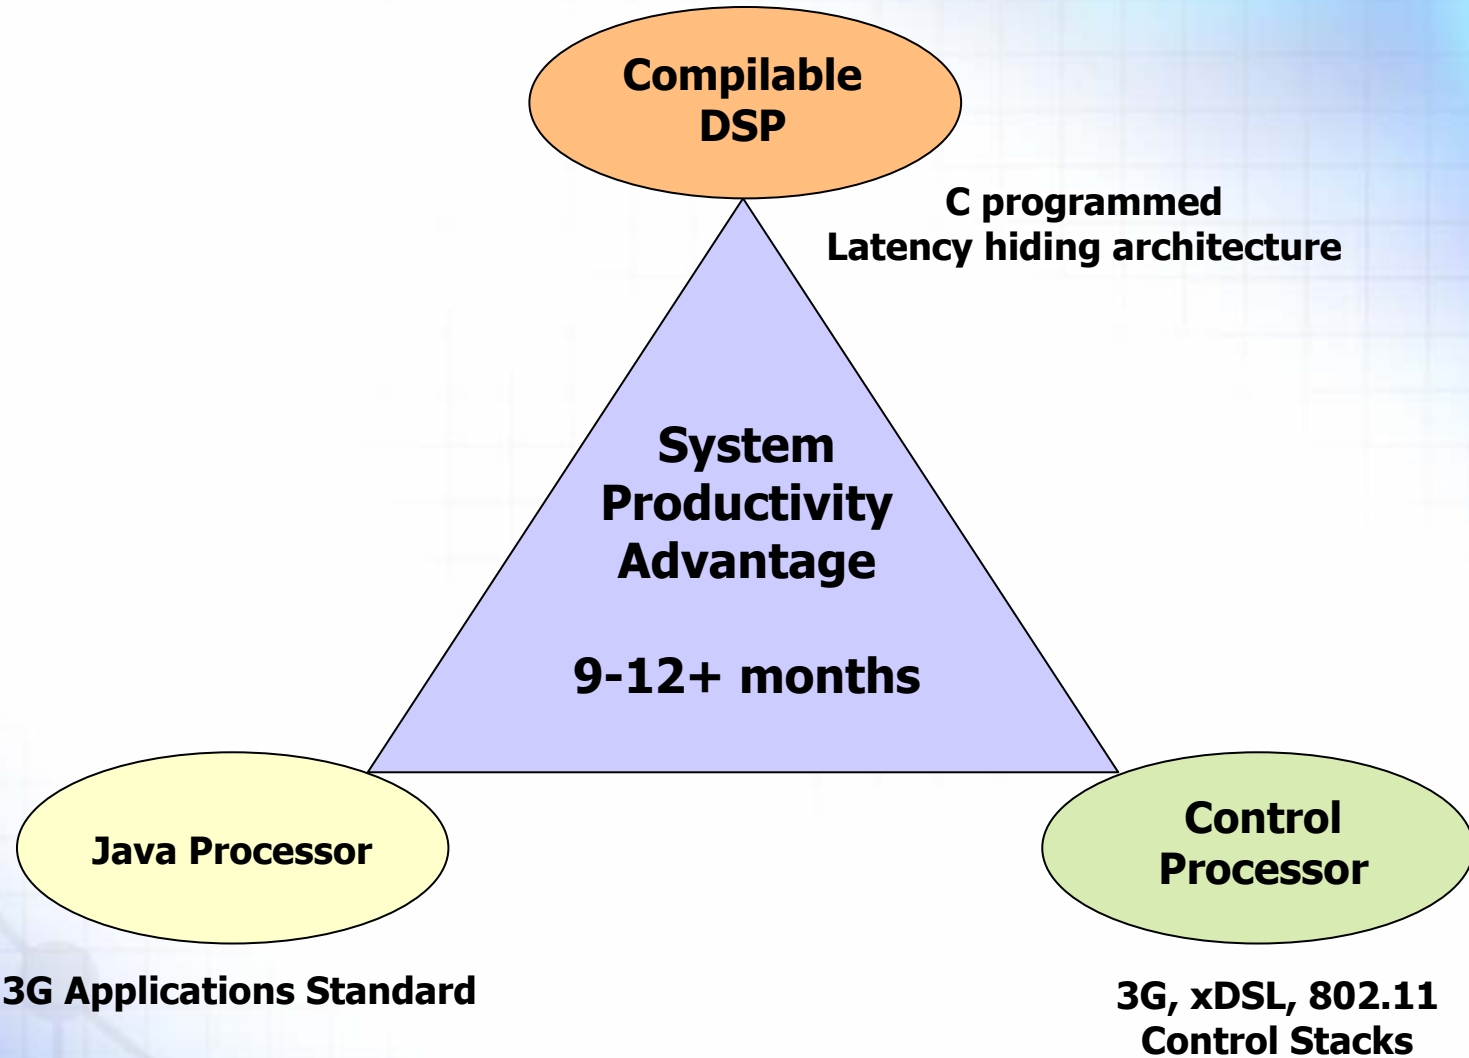 Compilable
DSP
C programmed
Latency hiding architecture
System
Productivity
Advantage
9-12+ months
Java Processor
Control
Processor
3G Applications Standard
3G, xDSL, 802.11
Control Stacks